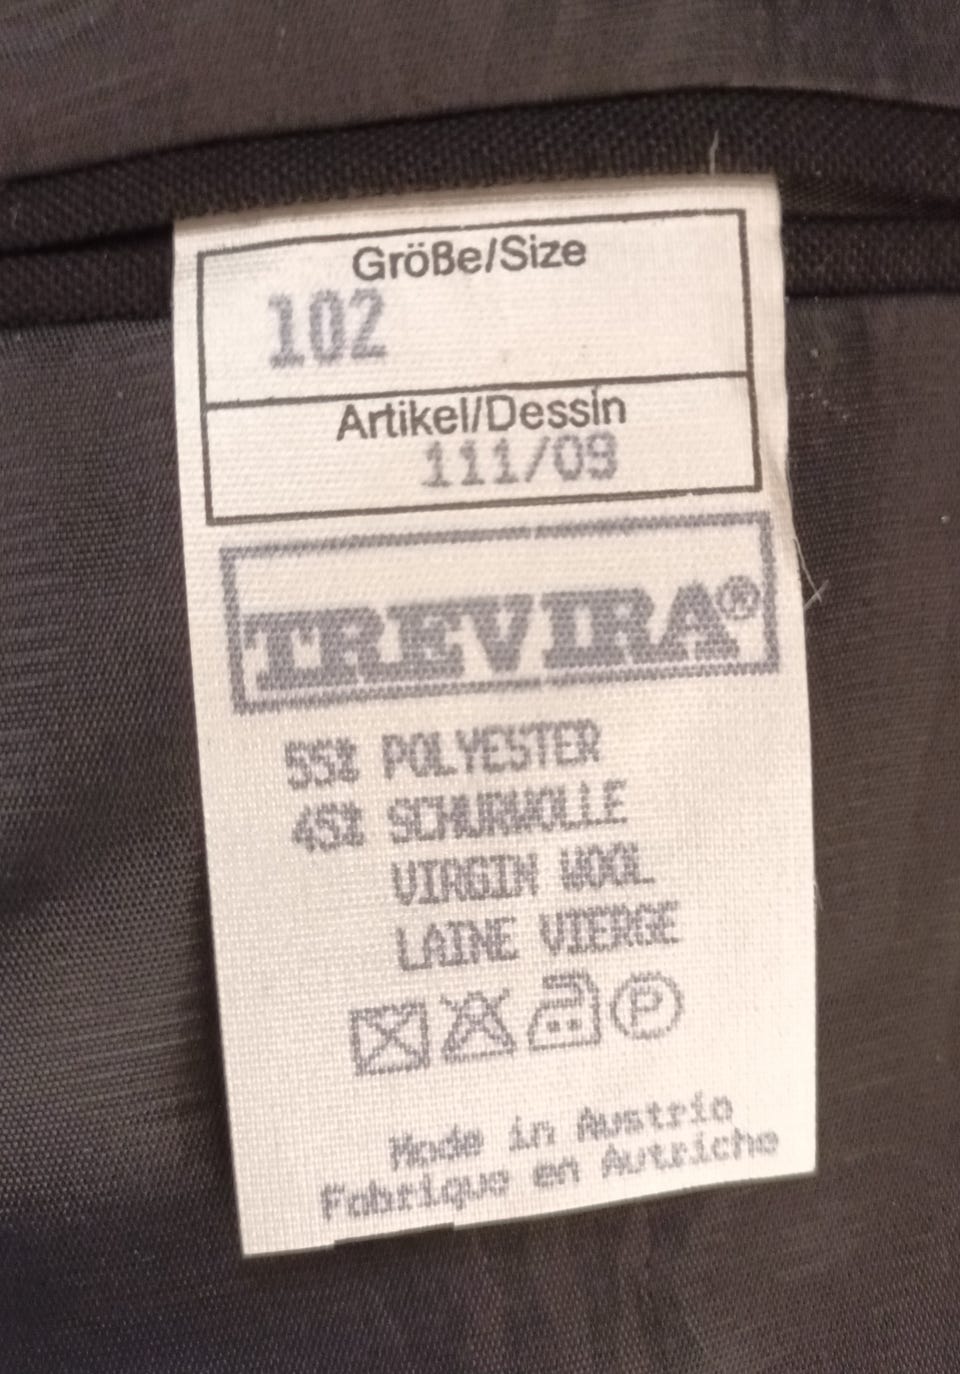 Größe/Size
102
Artikel/Dessin
111/09
TREVIRA®
55% POLYESTER
45% SCHURWOLLE
VIRGIN WOOL
LAINE VIERGE
P
Made in Austria
Fabrique en Autriche